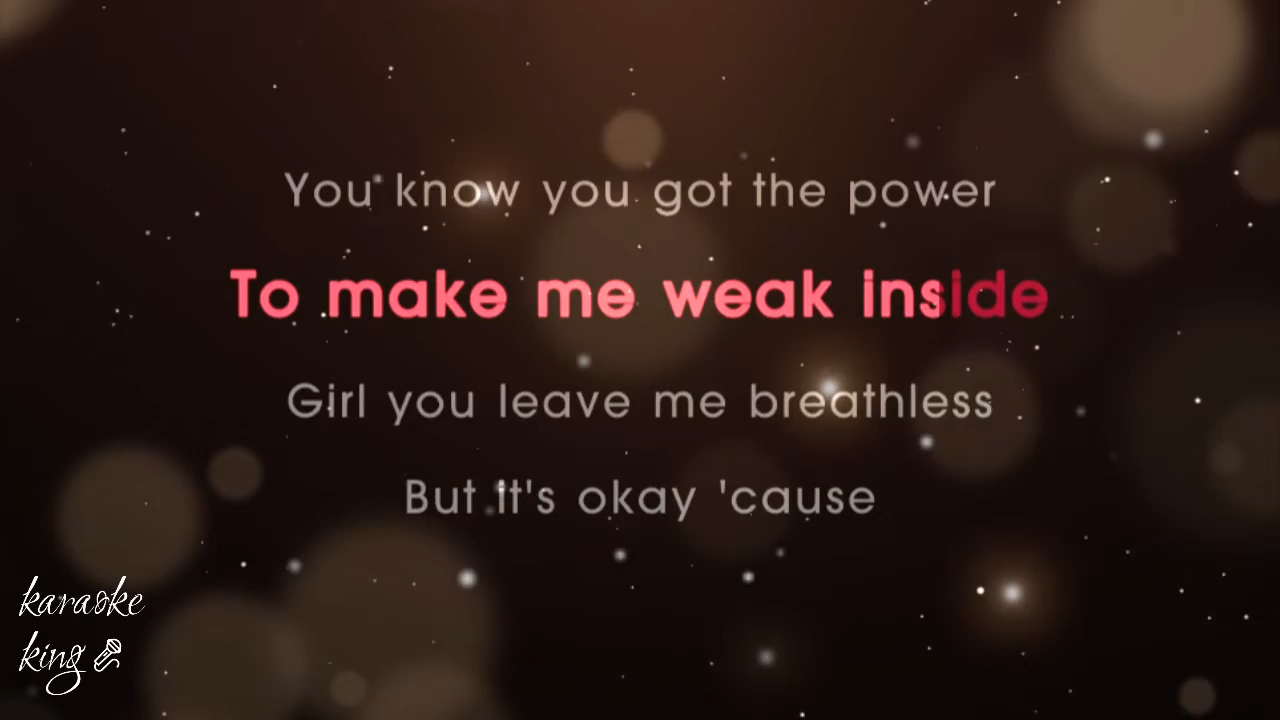 You know you got the power
To make me weak inside
Girl you leave me breathless
But it's okay 'cause
karaoke
king